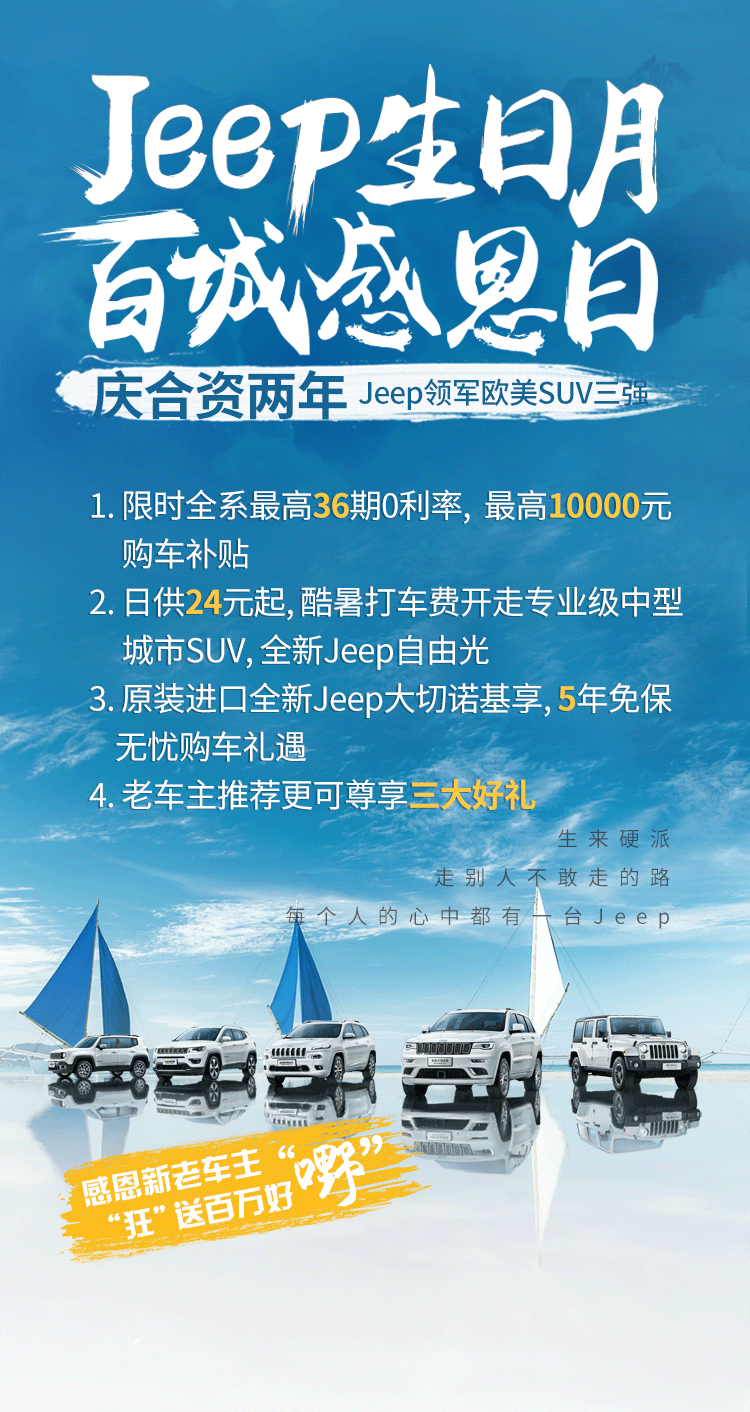 Jeep生日月
百城感恩日
庆合资两年 Jeep领军欧美SUV三强
1. 限时全系最高36期0利率, 最高10000元
购车补贴
2. 日供24元起, 酷暑打车费开走专业级中型
城市SUV, 全新Jeep自由光
3. 原装进口全新Jeep大切诺基享, 5年免保
无忧购车礼遇
4. 老车主推荐更可尊享三大好礼
生来硬派
走别人不敢走的路
每个人的心中都有一台Jeep
感恩新老车主“嘢”
“狂”送百万好